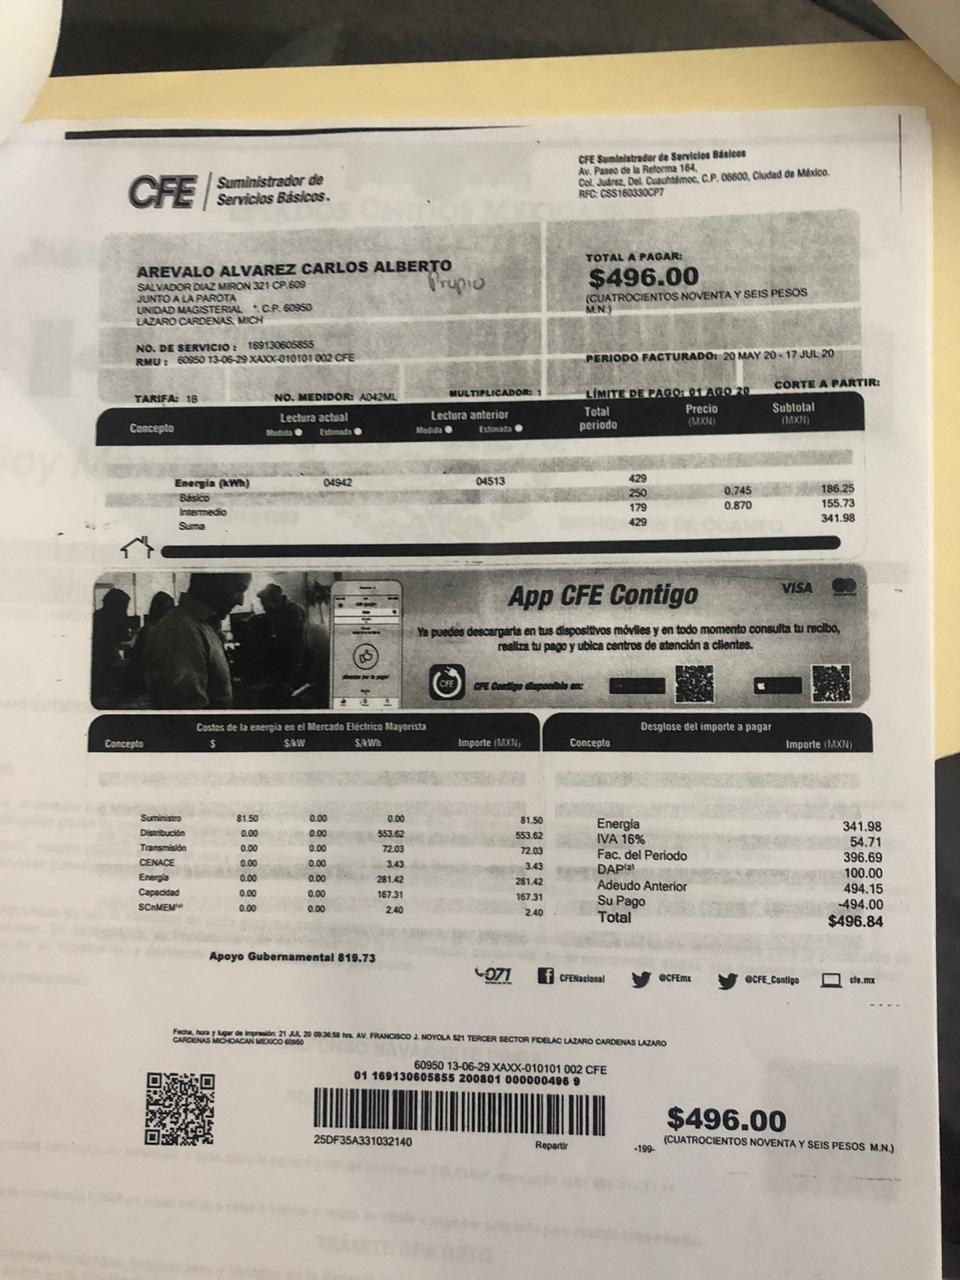 CFE Suministrador de Servicios Básicos.
CFE Suministrador de Servicios Básicos
Av. Paseo de la Reforma 164,
Col. Juárez, Del. Cuauhtémoc, C.P. 06600, Ciudad de México.
RFC: CSS160330CP7
AREVALO ALVAREZ CARLOS ALBERTO
Propio
SALVADOR DIAZ MIRON 321 CP.609
JUNTO A LA PAROTA
UNIDAD MAGISTERIAL *. C.P. 60950
LAZARO CARDENAS, MICH
TOTAL A PAGAR:
$496.00
(CUATROCIENTOS NOVENTA Y SEIS PESOS
M.N.)
NO. DE SERVICIO : 169130605855
RMU : 60950 13-06-29 XAXX-010101 002 CFE
PERIODO FACTURADO: 20 MAY 20 - 17 JUL 20
TARIFA: 1B NO. MEDIDOR: A042ML MULTIPLICADOR: 1 LÍMITE DE PAGO: 01 AGO 20 CORTE A PARTIR:
Concepto Lectura actual Lectura anterior Total periodo Precio (MXN) Subtotal (MXN)
Medida Estimada Medida Estimada
Energía (kWh) 04942 04513 429
Básico 250 0.745 186.25
Intermedio 179 0.870 155.73
Suma 429 341.98
App CFE Contigo
VISA
Ya puedes descargarla en tus dispositivos móviles y en todo momento consulta tu recibo,
realiza tu pago y ubica centros de atención a clientes.
CFE
CFE Contigo disponible en:
Costos de la energía en el Mercado Eléctrico Mayorista
Concepto $ $/kW $/kWh Importe (MXN)
Suministro 81.50 0.00 0.00 81.50
Distribución 0.00 0.00 553.62 553.62
Transmisión 0.00 0.00 72.03 72.03
CENACE 0.00 0.00 3.43 3.43
Energía 0.00 0.00 281.42 281.42
Capacidad 0.00 0.00 167.31 167.31
SCnMEM 0.00 0.00 2.40 2.40
Apoyo Gubernamental 819.73
Desglose del importe a pagar
Concepto Importe (MXN)
Energía 341.98
IVA 16% 54.71
Fac. del Periodo 396.69
DAP(2) 100.00
Adeudo Anterior 494.15
Su Pago -494.00
Total $496.84
071 CFENacional @CFEmx @CFE_Contigo cfe.mx
Fecha, hora y lugar de impresión: 21 JUL 20 09:36:59 hrs. AV. FRANCISCO J. NOYOLA 521 TERCER SECTOR FIDELAC LAZARO CARDENAS LAZARO
CARDENAS MICHOACAN MEXICO 60950
60950 13-06-29 XAXX-010101 002 CFE
01 169130605855 200801 000000496 9
25DF35A331032140 Repartir -199-
$496.00
(CUATROCIENTOS NOVENTA Y SEIS PESOS M.N.)
TRÁMITE GRATUITO